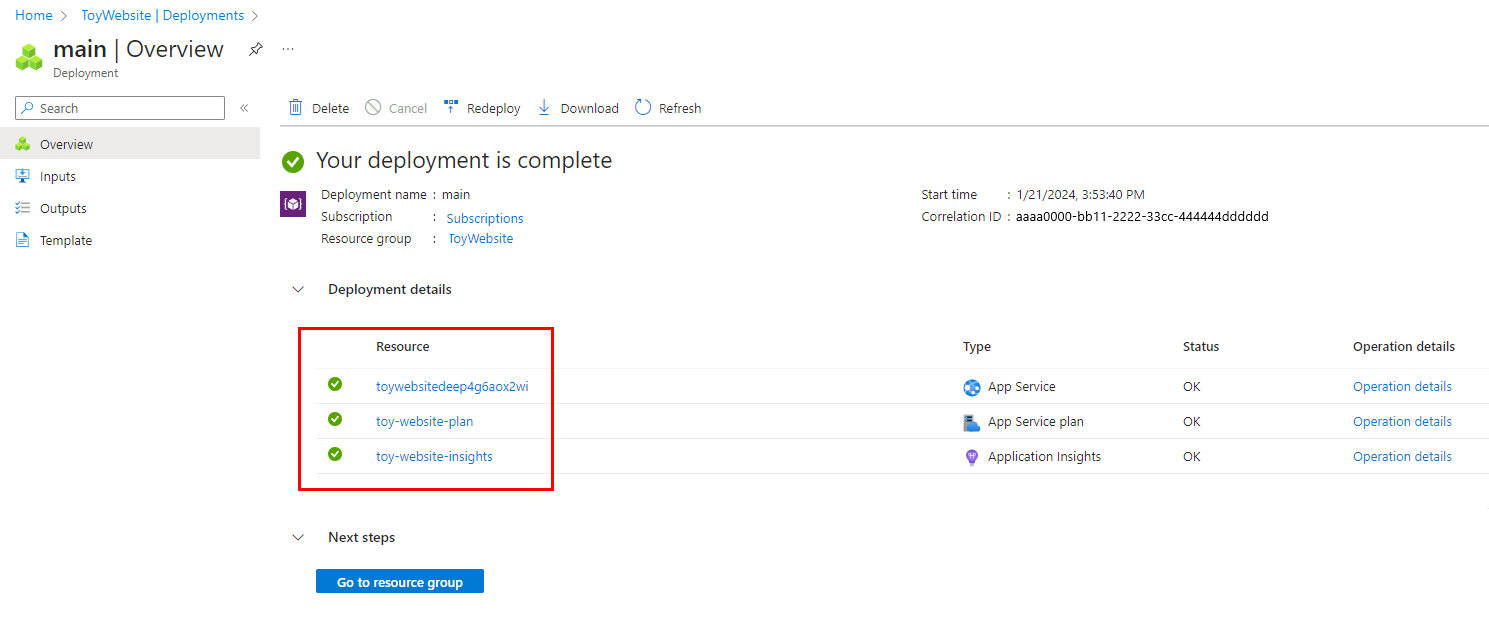 Home > ToyWebsite | Deployments >
main | Overview ...
Deployment
Search «
Delete Cancel Redeploy Download Refresh
Overview
Inputs
Outputs
Template
Your deployment is complete
Deployment name : main
Subscription : Subscriptions
Resource group : ToyWebsite
Start time : 1/21/2024, 3:53:40 PM
Correlation ID : aaaa0000-bb11-2222-33cc-444444dddddd
Deployment details
Resource Type Status Operation details
toywebsitedeep4g6aox2wi App Service OK Operation details
toy-website-plan App Service plan OK Operation details
toy-website-insights Application Insights OK Operation details
Next steps
Go to resource group